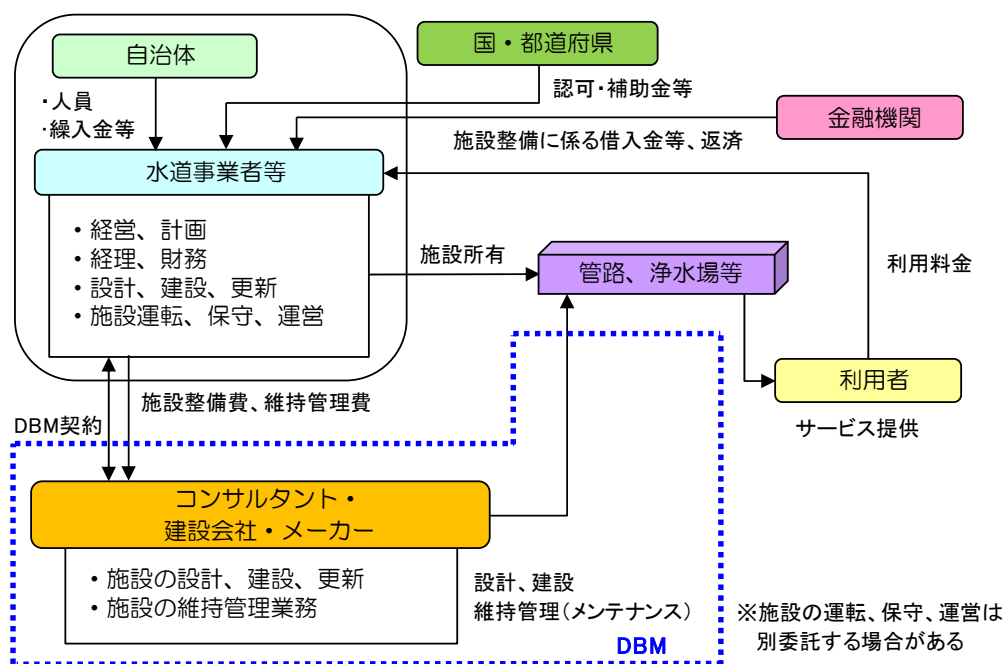 自治体
国・都道府県
・人員
・繰入金等
認可・補助金等
金融機関
施設整備に係る借入金等、返済
水道事業者等
・経営、計画
・経理、財務
・設計、建設、更新
・施設運転、保守、運営
施設所有
管路、浄水場等
利用料金
利用者
サービス提供
施設整備費、維持管理費
DBM契約
コンサルタント・
建設会社・メーカー
・施設の設計、建設、更新
・施設の維持管理業務
設計、建設
維持管理(メンテナンス)
DBM
※施設の運転、保守、運営は
別委託する場合がある